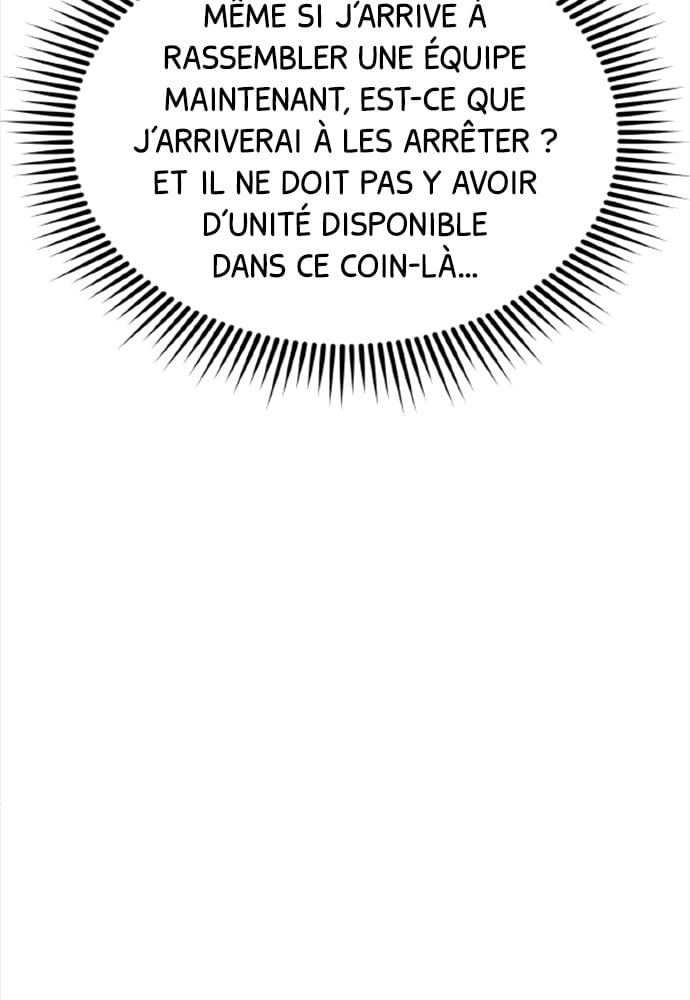 MÊME SI J'ARRIVE À
RASSEMBLER UNE ÉQUIPE
MAINTENANT, EST-CE QUE
J'ARRIVERAI À LES ARRÊTER ?
ET IL NE DOIT PAS Y AVOIR
D'UNITÉ DISPONIBLE
DANS CE COIN-LÀ...